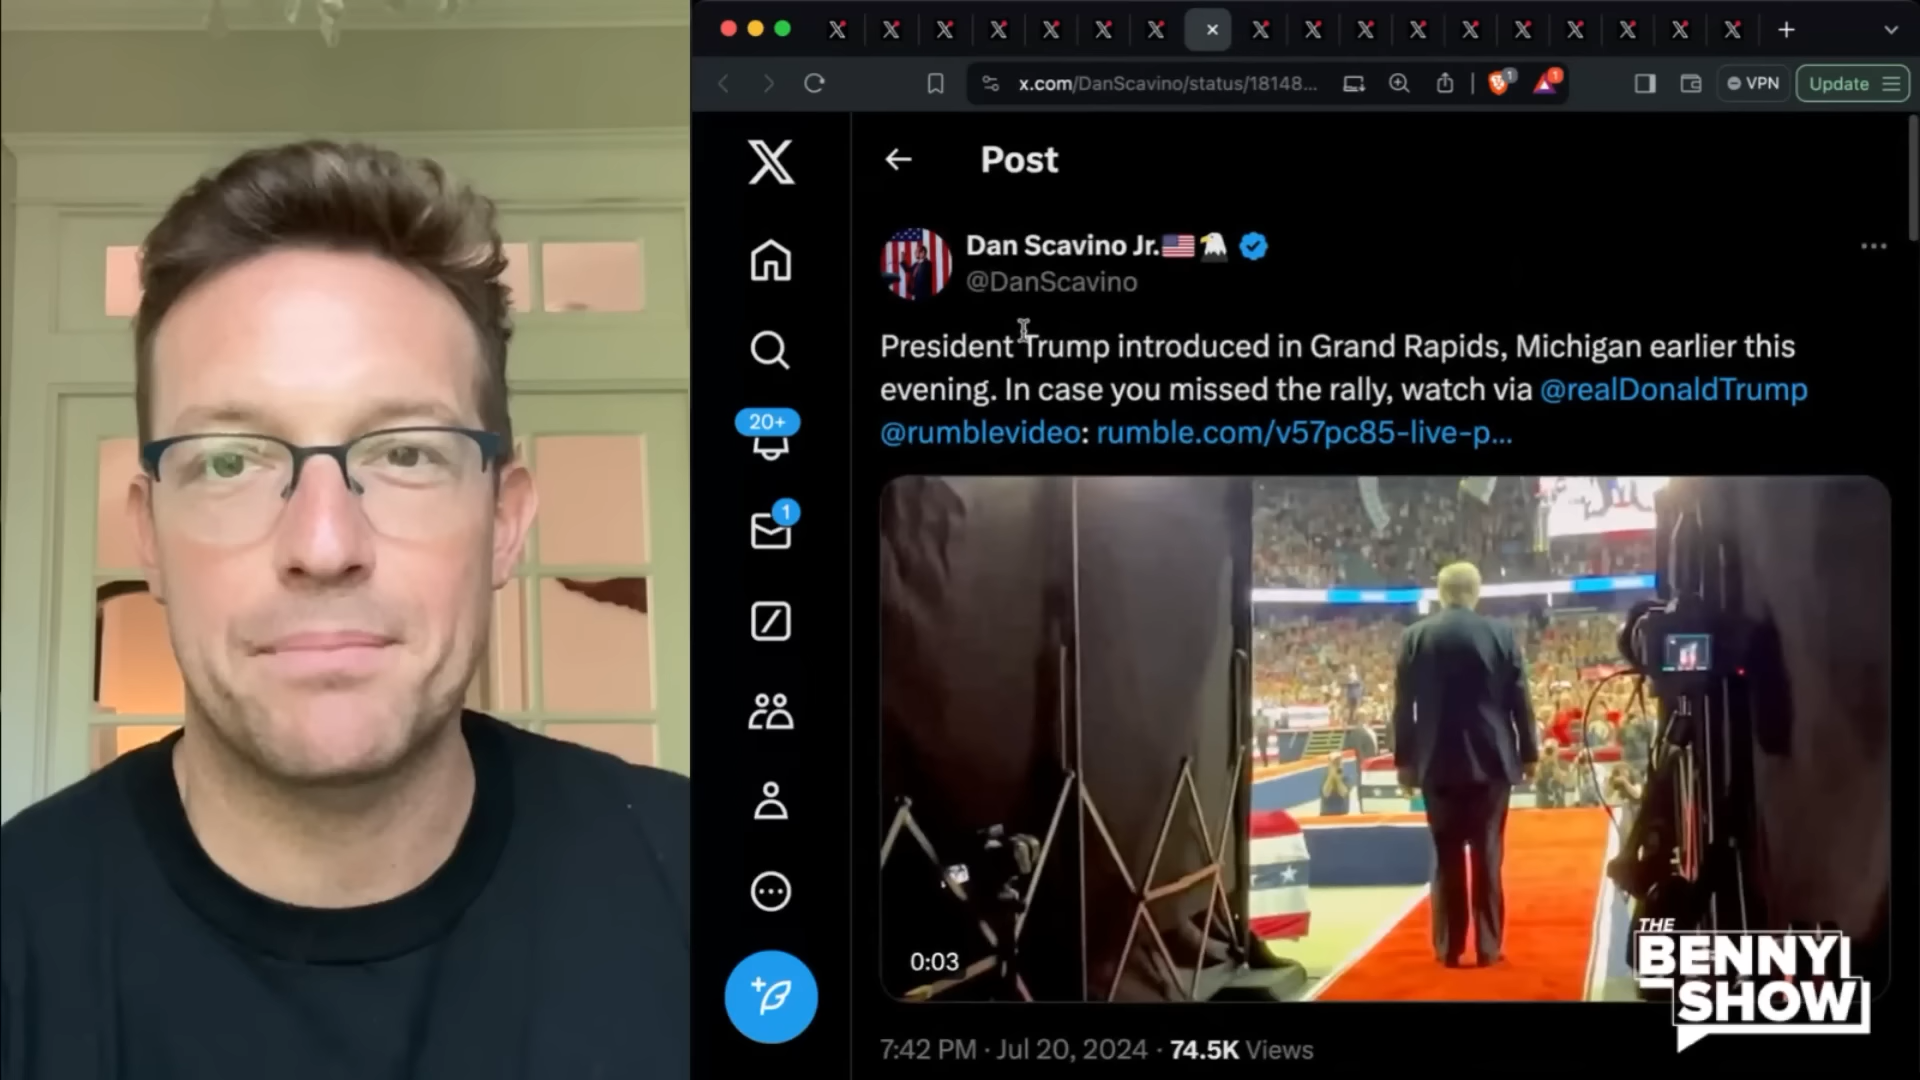 x.com/DanScavino/status/18148...
1
1
VPN
Update
Post
Dan Scavino Jr.
@DanScavino
President Trump introduced in Grand Rapids, Michigan earlier this
evening. In case you missed the rally, watch via @realDonaldTrump
@rumblevideo: rumble.com/v57pc85-live-p...
20+
1
0:03
THE
BENNY
SHOW
7:42 PM · Jul 20, 2024 · 74.5K Views